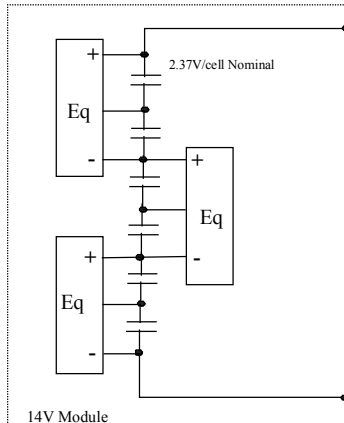 +
2.37V/cell Nominal
Eq
-
+
Eq
-
+
Eq
-
14V Module